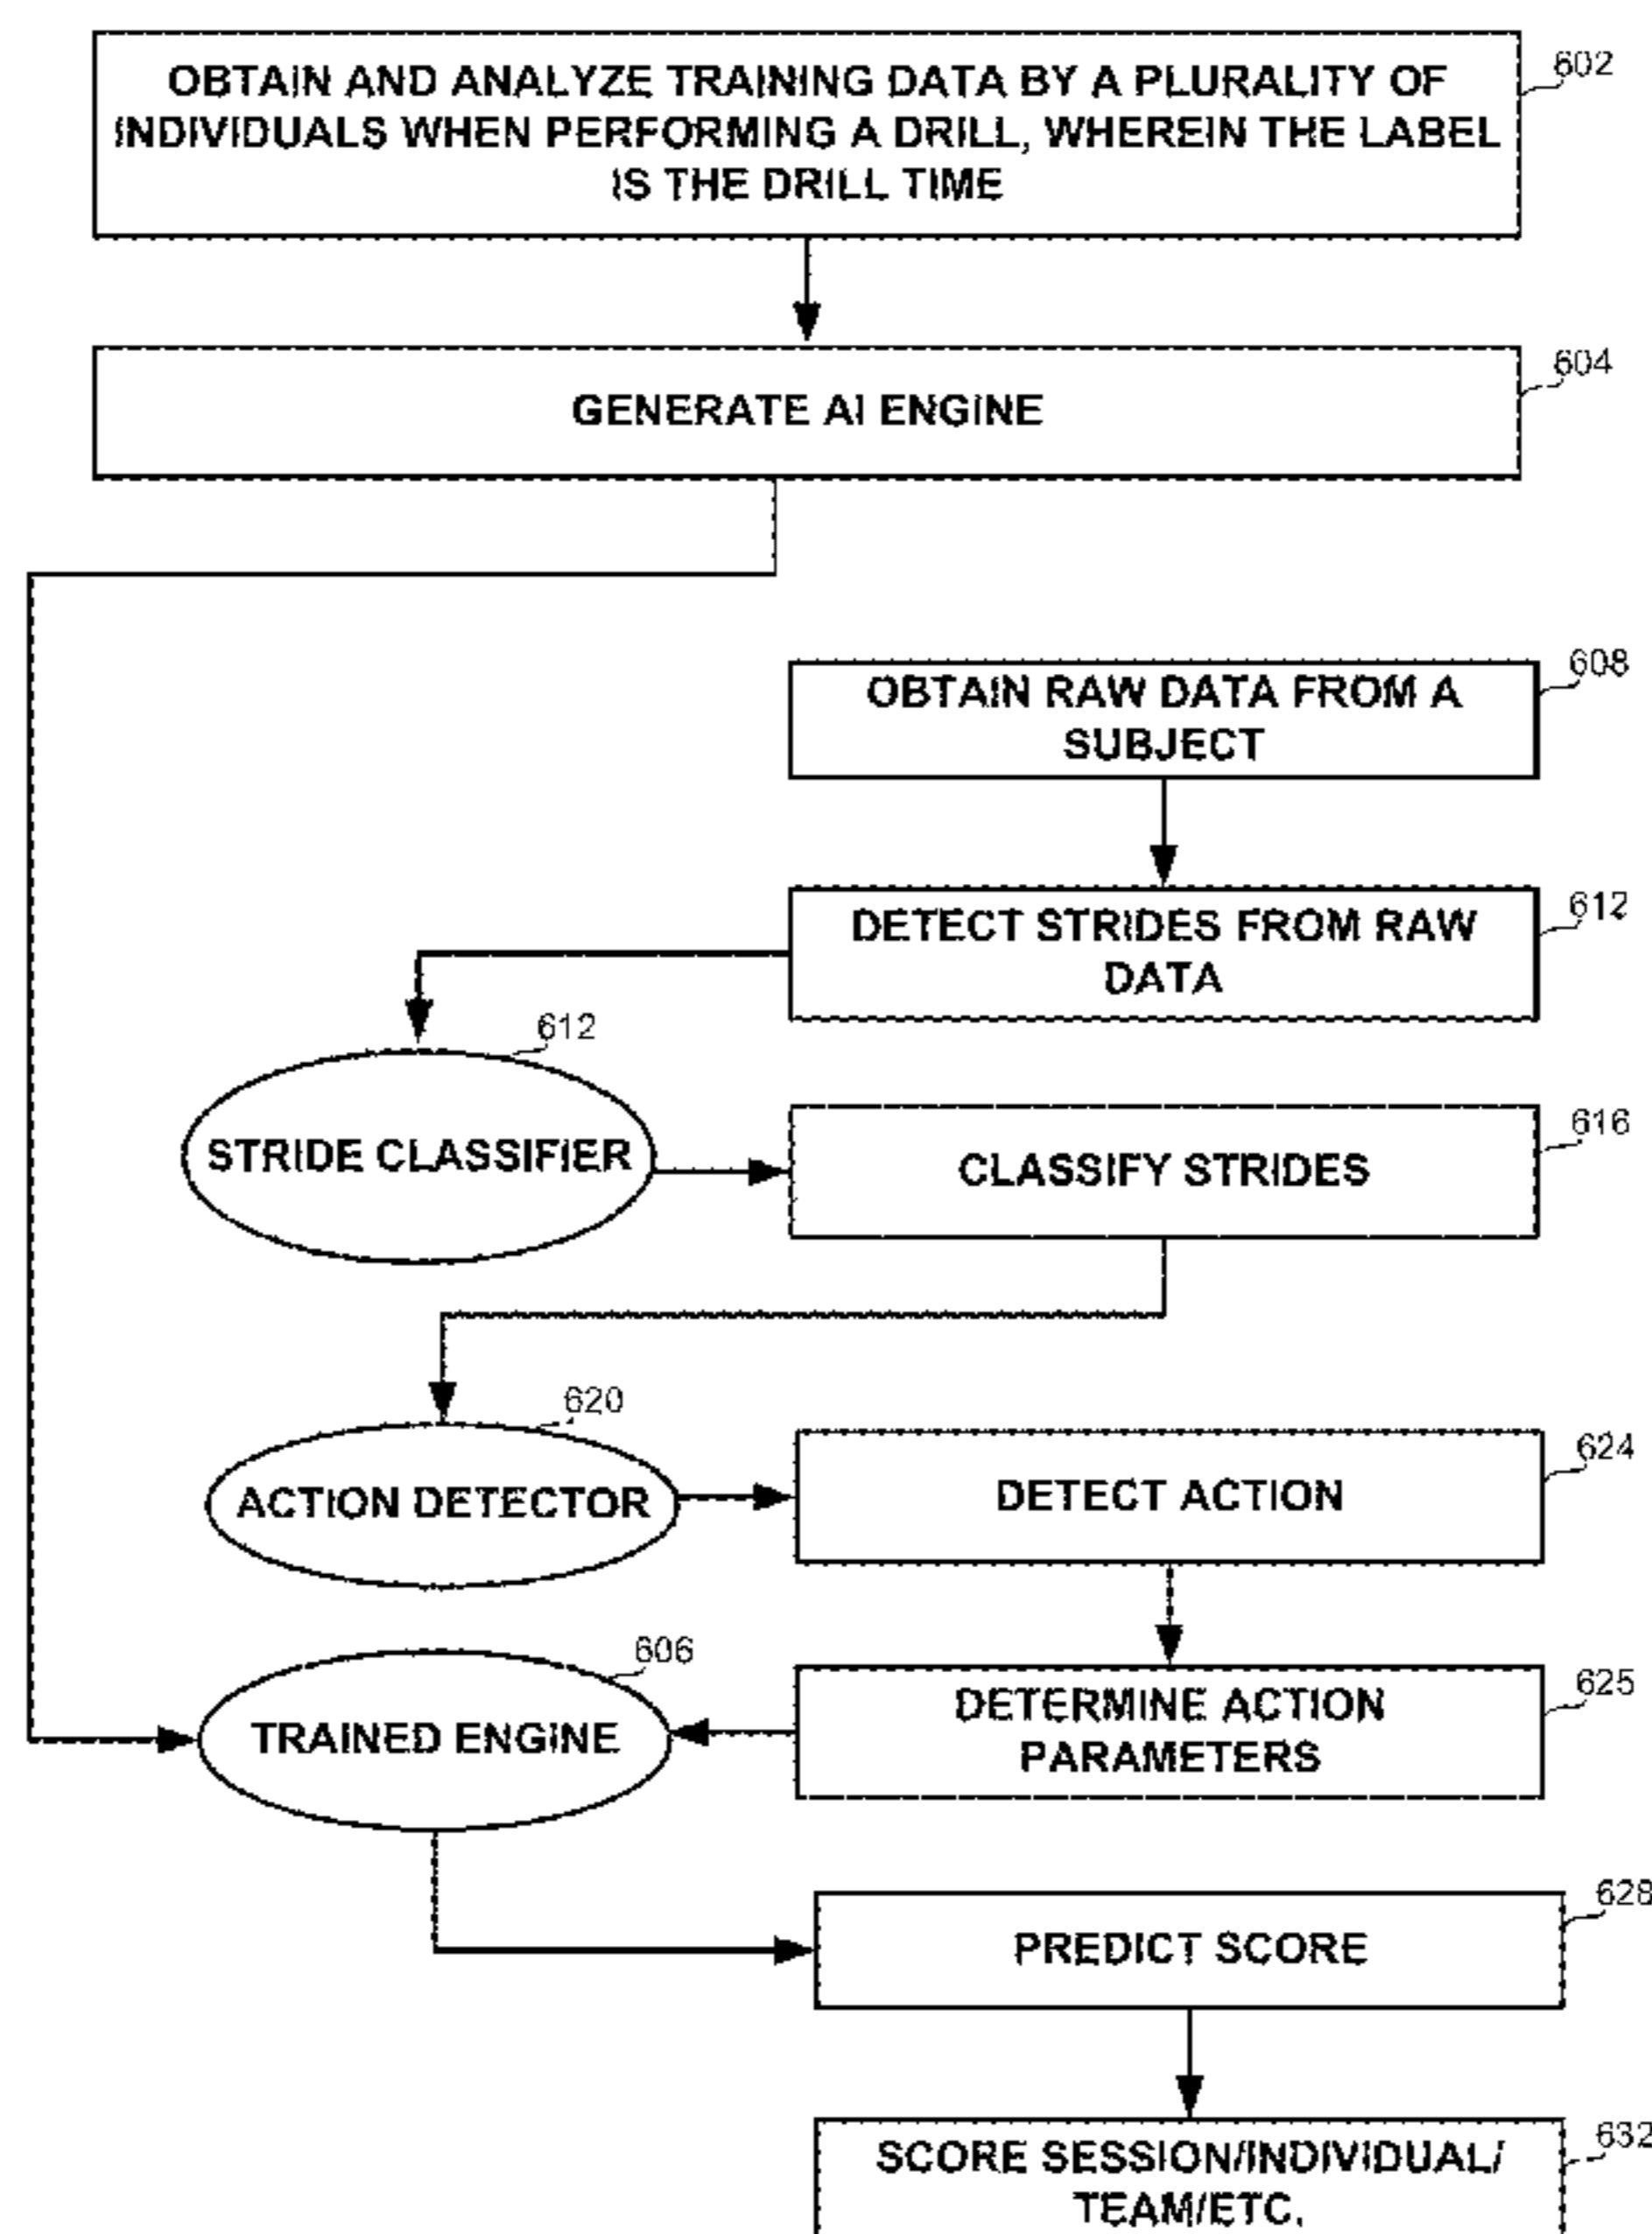 602
OBTAIN AND ANALYZE TRAINING DATA BY A PLURALITY OF
INDIVIDUALS WHEN PERFORMING A DRILL, WHEREIN THE LABEL
IS THE DRILL TIME
604
GENERATE AI ENGINE
608
OBTAIN RAW DATA FROM A
SUBJECT
612
DETECT STRIDES FROM RAW
DATA
612
STRIDE CLASSIFIER
616
CLASSIFY STRIDES
620
ACTION DETECTOR
624
DETECT ACTION
606
TRAINED ENGINE
625
DETERMINE ACTION
PARAMETERS
628
PREDICT SCORE
632
SCORE SESSION/INDIVIDUAL/
TEAM/ETC.